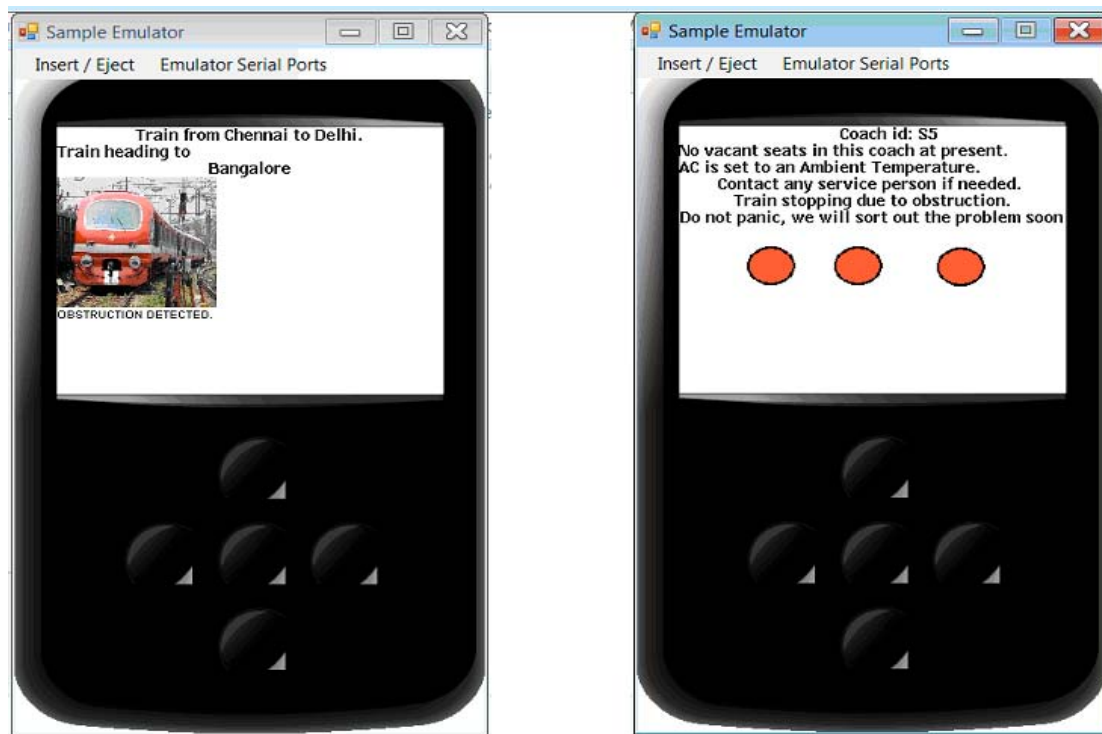 Sample Emulator
Insert / Eject Emulator Serial Ports
Train from Chennai to Delhi.
Train heading to
Bangalore
OBSTRUCTION DETECTED.
Sample Emulator
Insert / Eject Emulator Serial Ports
Coach id: S5
No vacant seats in this coach at present.
AC is set to an Ambient Temperature.
Contact any service person if needed.
Train stopping due to obstruction.
Do not panic, we will sort out the problem soon